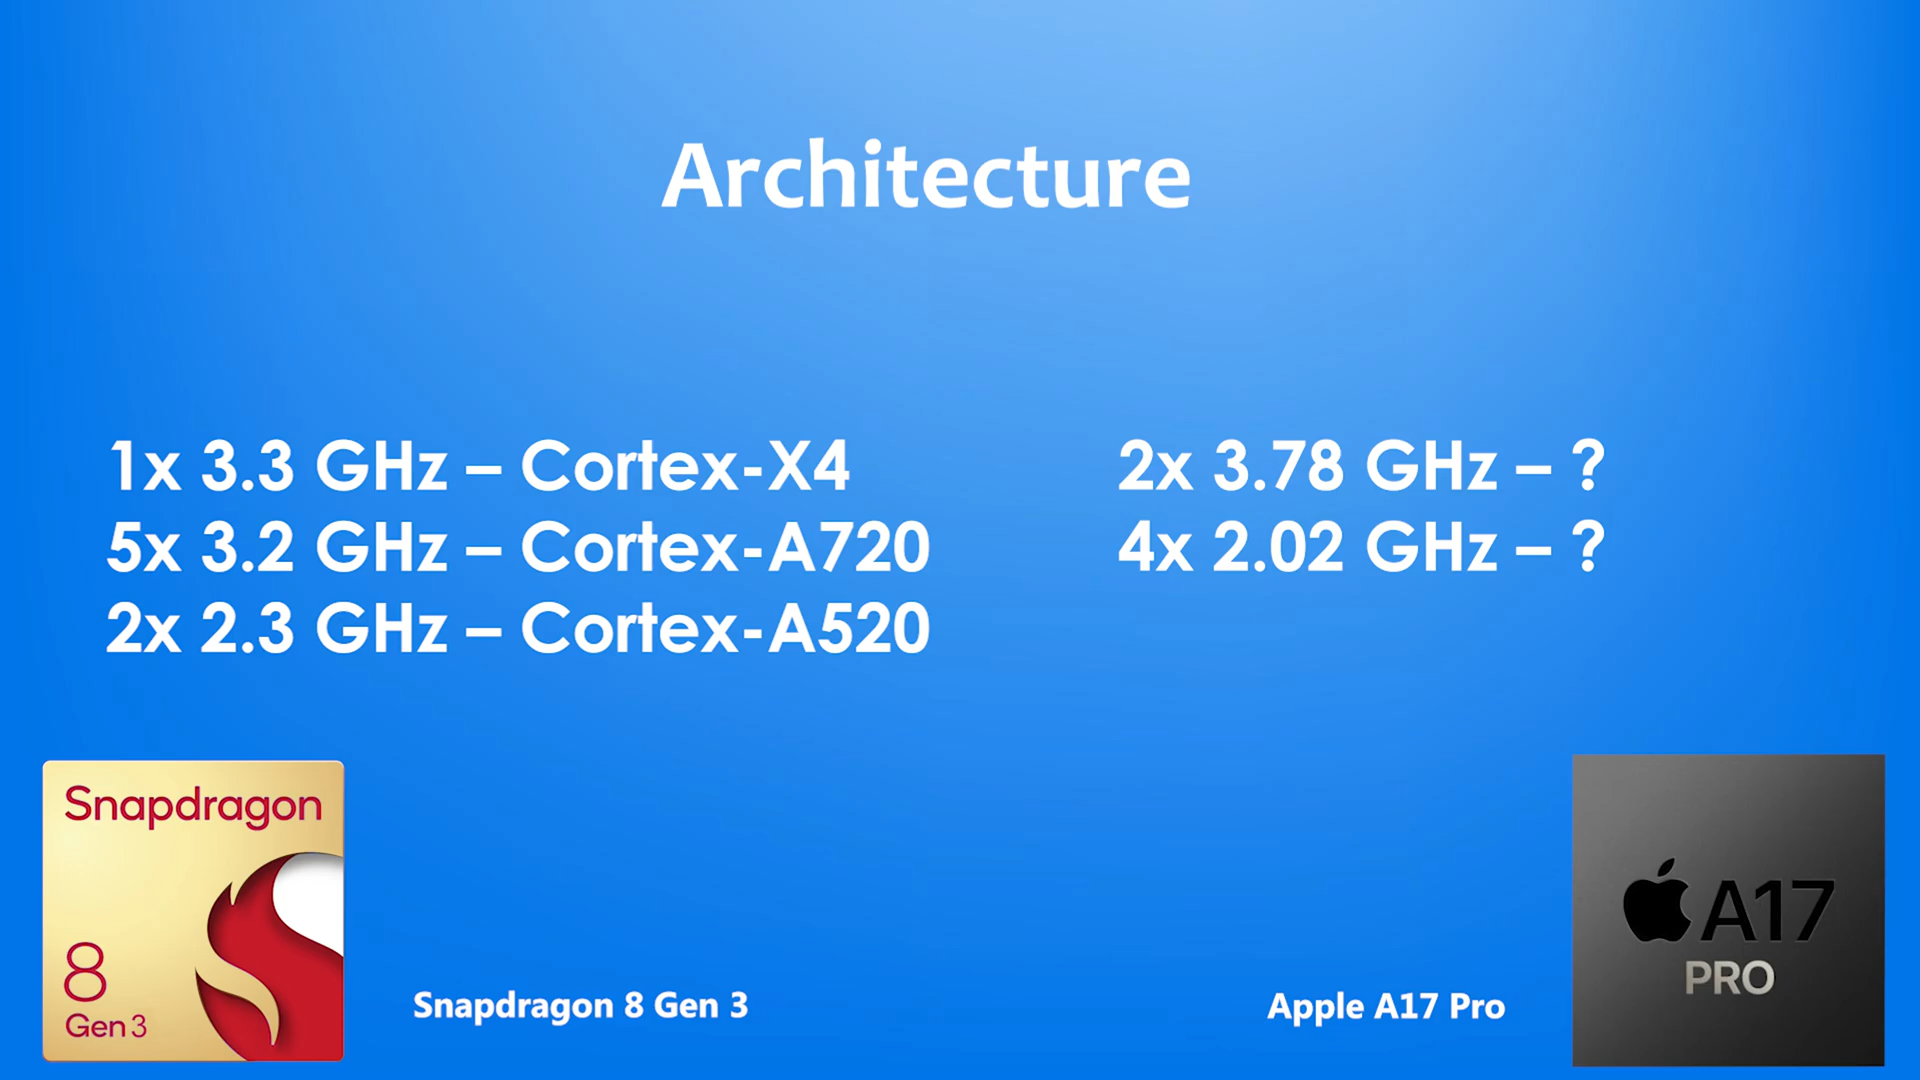 Architecture
1x 3.3 GHz – Cortex-X4
5x 3.2 GHz – Cortex-A720
2x 2.3 GHz – Cortex-A520
2x 3.78 GHz – ?
4x 2.02 GHz – ?
Snapdragon
8
Gen 3
Snapdragon 8 Gen 3
Apple A17 Pro
A17
PRO